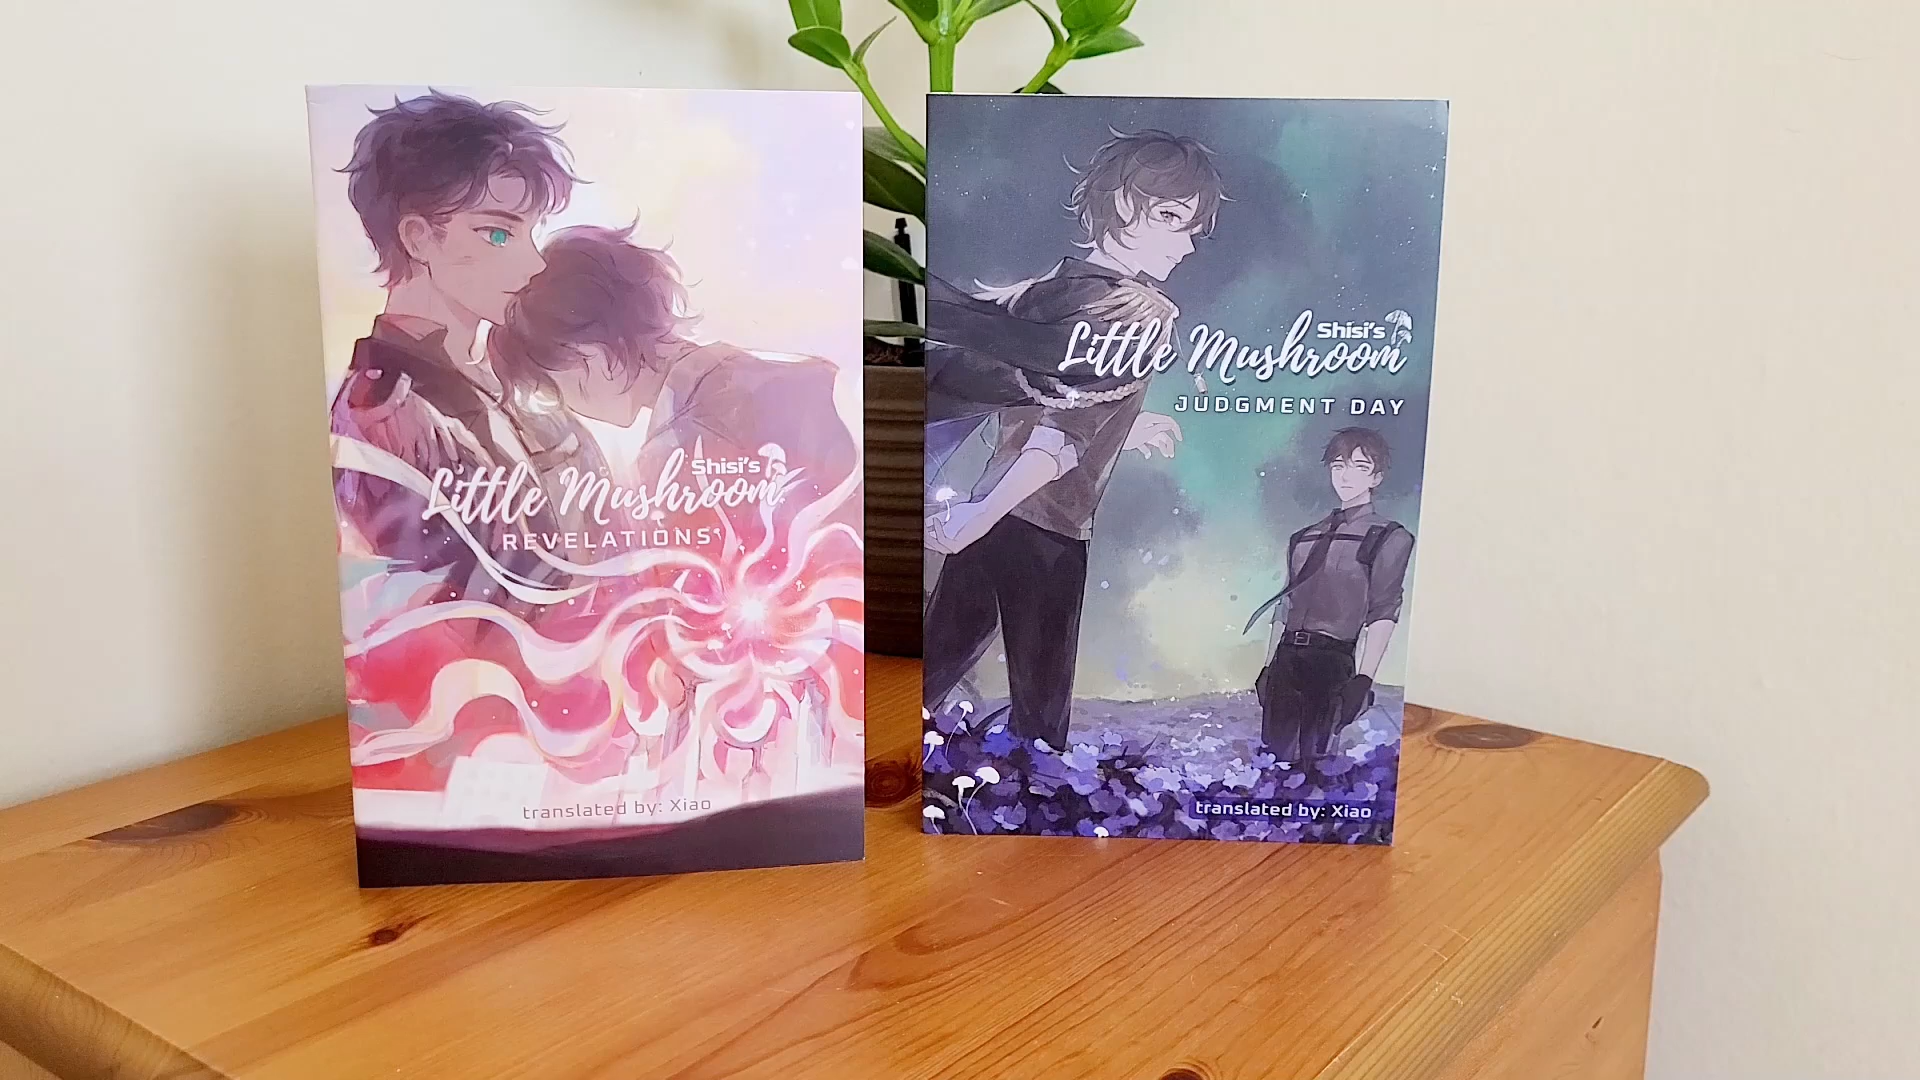 Shisi's
Little Mushroom
REVELATIONS
translated by: Xiao
Shisi's
Little Mushroom
JUDGMENT DAY
translated by: Xiao